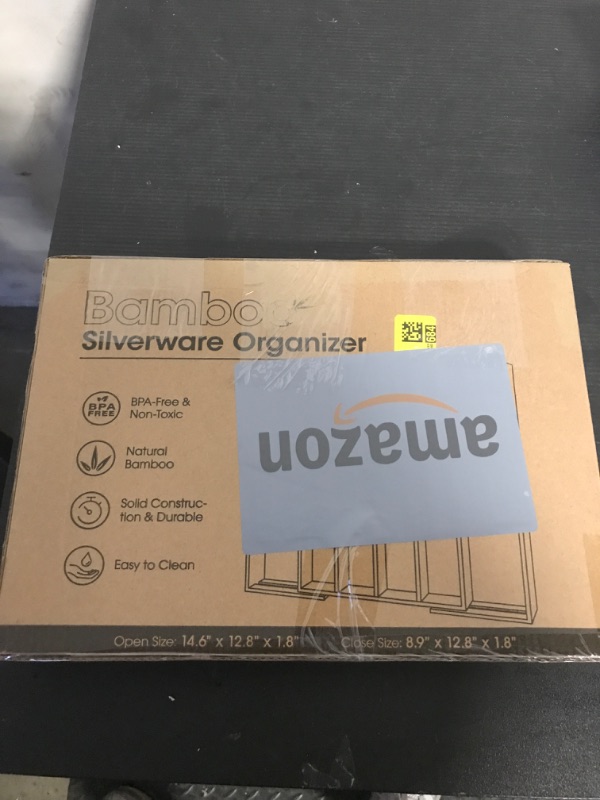 Bamboo
Silverware Organizer
684
amazon
BPA FREE
BPA-Free &
Non-Toxic
Natural
Bamboo
Solid Construc-
tion & Durable
Easy to Clean
Open Size: 14.6" x 12.8" x 1.8"
Close Size: 8.9" x 12.8" x 1.8"